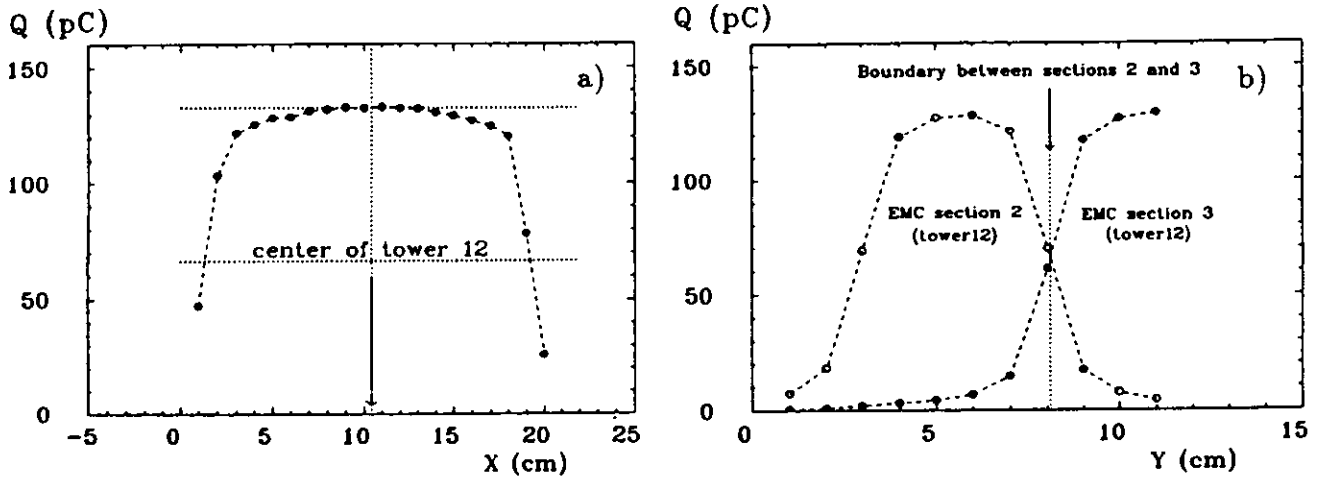 Q (pC)
a)
150
100
50
0
center of tower 12
-5 0 5 10 15 20 25
X (cm)
Q (pC)
b)
Boundary between sections 2 and 3
150
100
50
0
EMC section 2
(tower12)
EMC section 3
(tower12)
0 5 10 15
Y (cm)